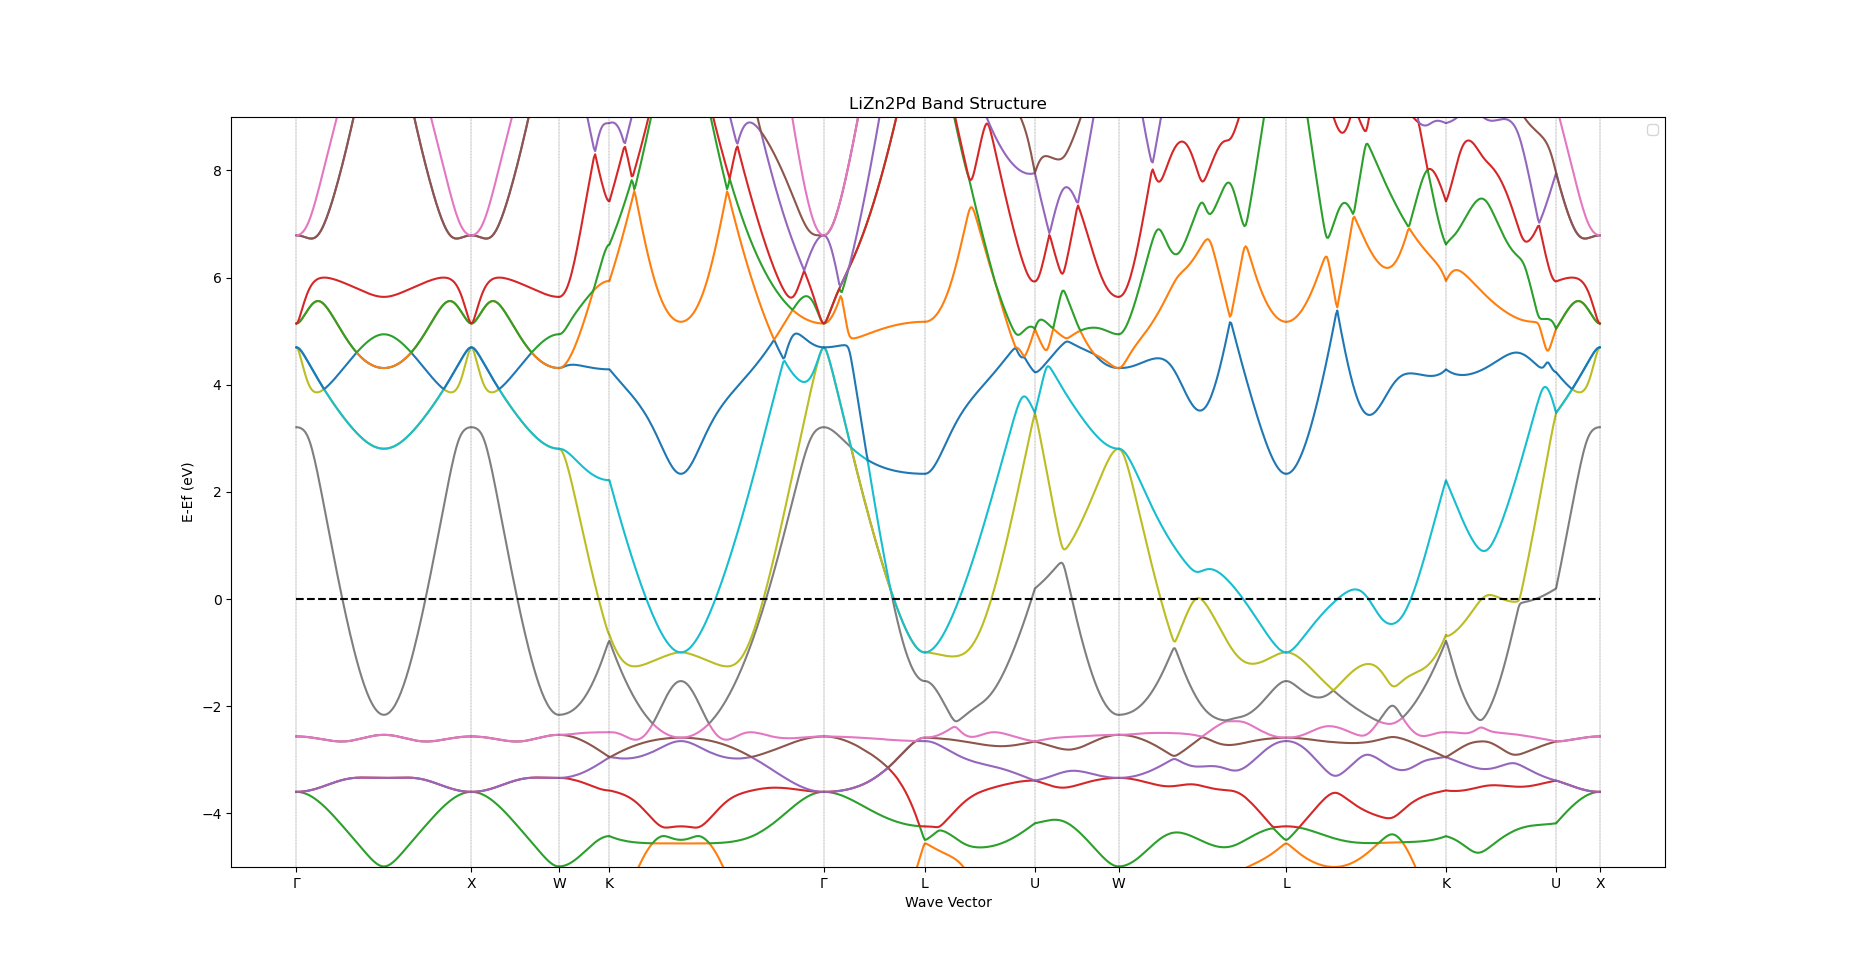 LiZn2Pd Band Structure
E-Ef (eV)
8
6
4
2
0
−2
−4
Γ X W K Γ L U W L K U X
Wave Vector